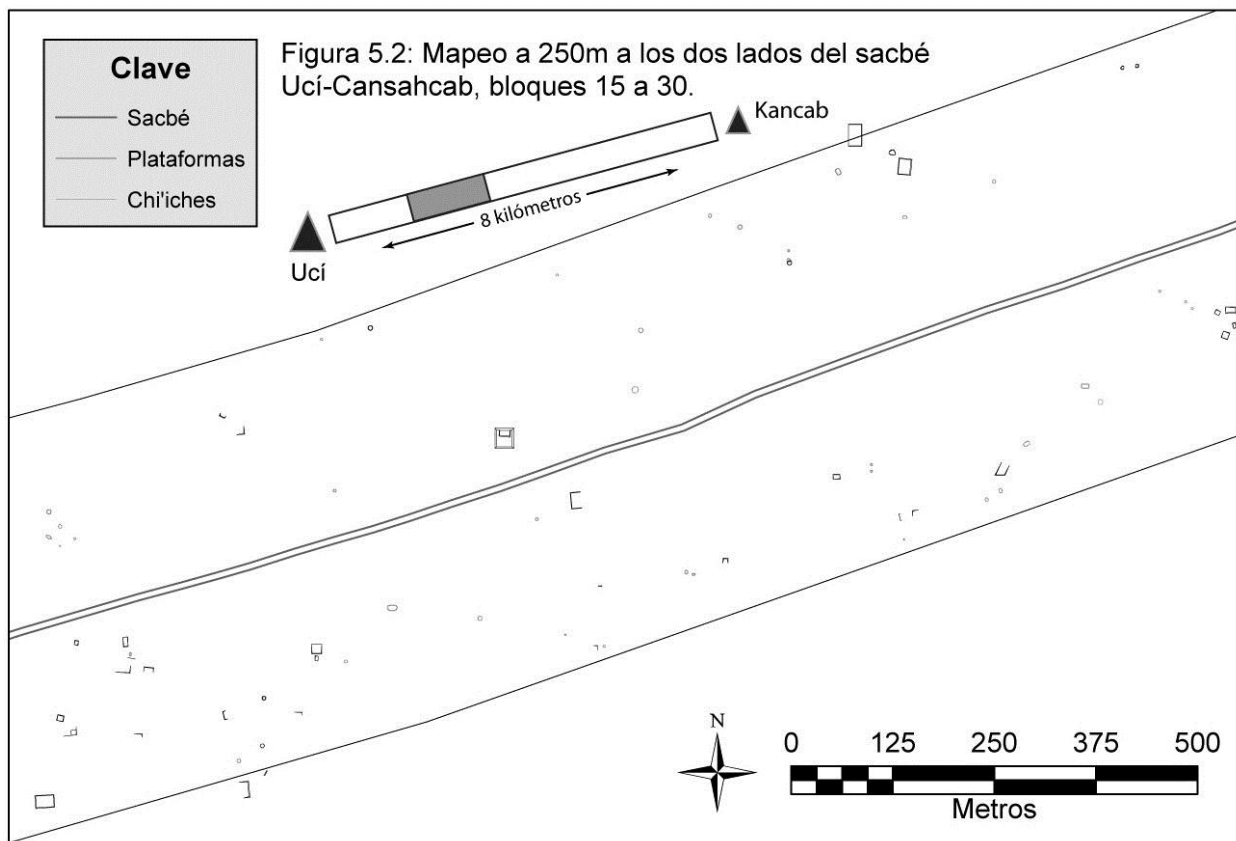 Clave
Sacbé
Plataformas
Chi'iches
Figura 5.2: Mapeo a 250m a los dos lados del sacbé
Ucí-Cansahcab, bloques 15 a 30.
Kancab
8 kilómetros
Ucí
N
0 125 250 375 500
Metros